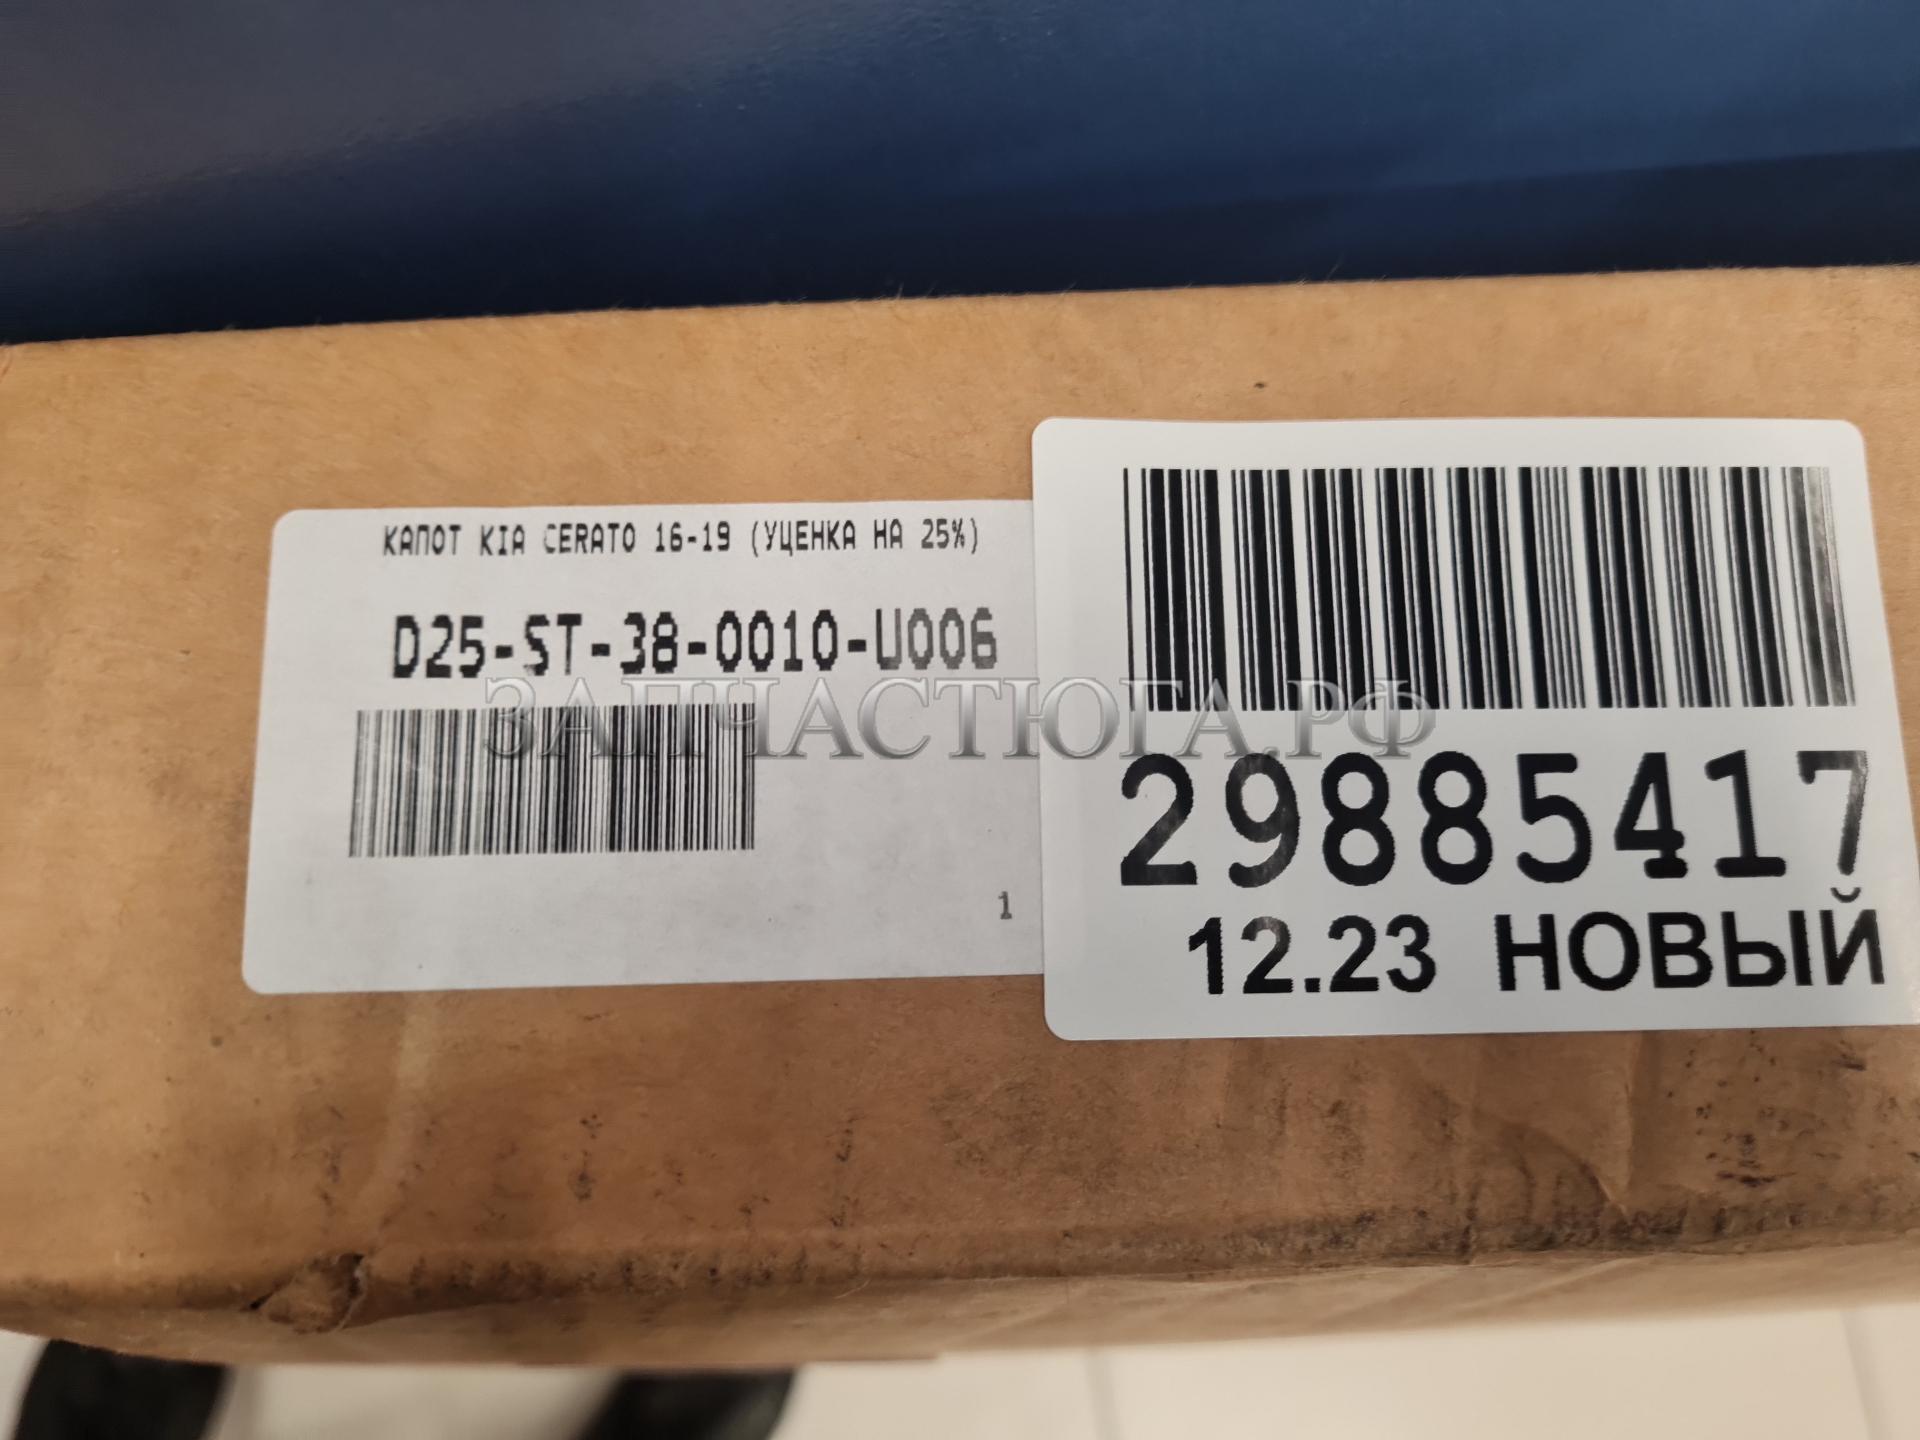 КАПОТ KIA CERATO 16-19 (УЦЕНКА НА 25%)
D25-ST-38-0010-U006
1
29885417
12.23 НОВЫЙ
ЗАПЧАСТЮГА.РФ